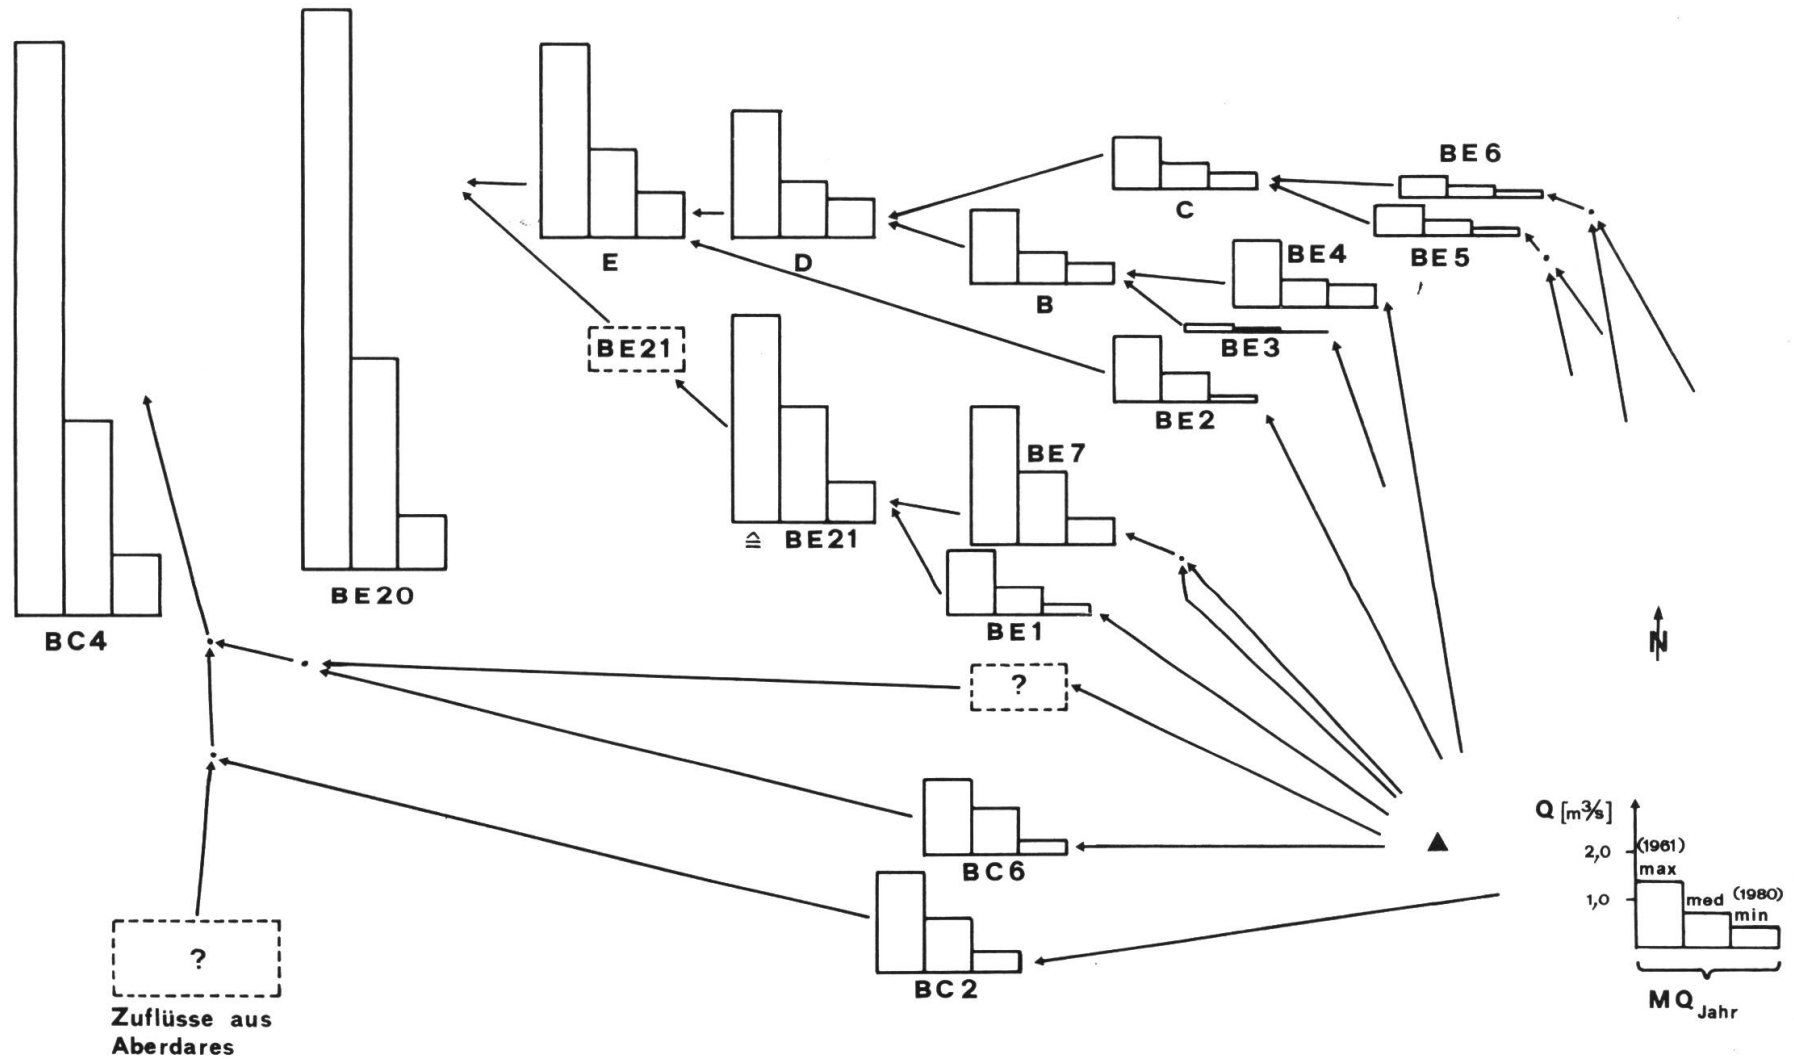 BE6
C
BE4
BE5
E
D
B
BE21
BE3
BE2
BE7
≙ BE21
BE20
BE1
BC4
N
?
Q [m³/s]
2,0
(1961)
max
BC6
1,0
med
(1980)
min
?
BC2
MQ Jahr
Zuflüsse aus
Aberdares